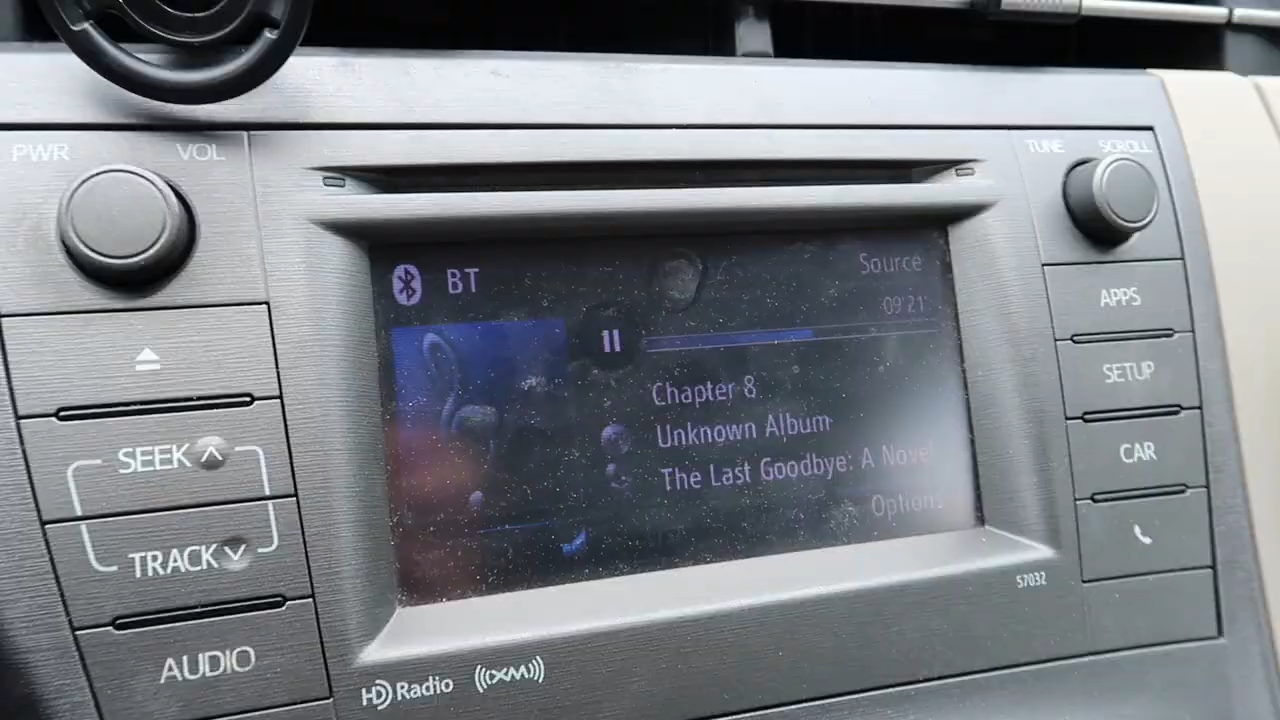 PWR VOL
TUNE SCROLL
BT
Source
09'21"
APPS
SETUP
CAR
SEEK
TRACK
AUDIO
Chapter 8
Unknown Album
The Last Goodbye: A Novel
Options
57032
HD Radio
((XM))